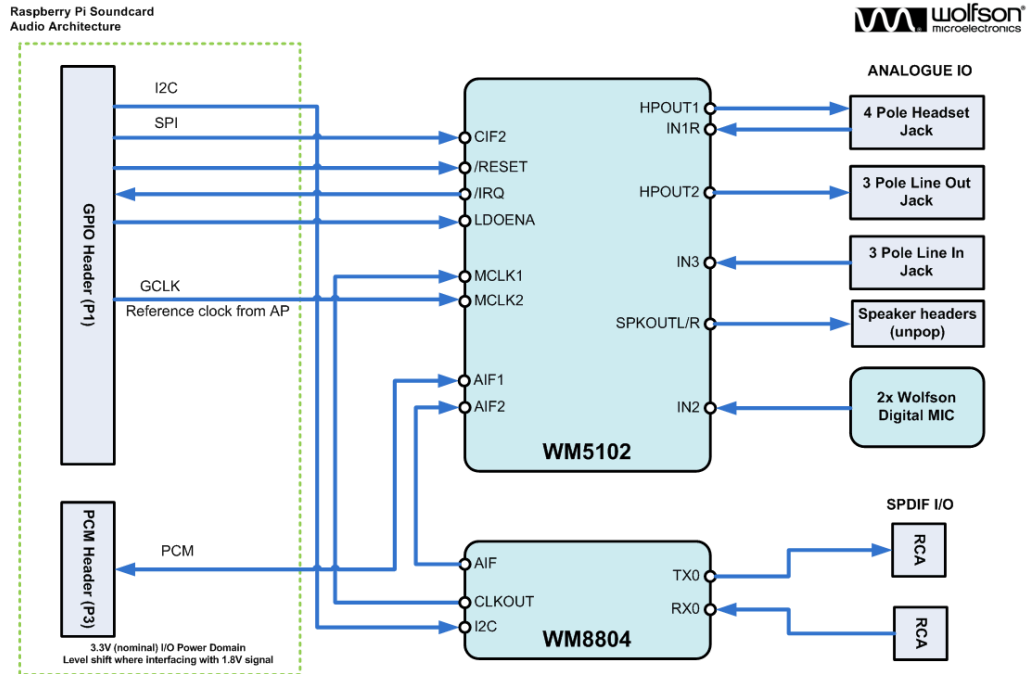 Raspberry Pi Soundcard
Audio Architecture
wolfson®
microelectronics
ANALOGUE IO
GPIO Header (P1)
I2C
SPI
GCLK
Reference clock from AP
CIF2
/RESET
/IRQ
LDOENA
MCLK1
MCLK2
AIF1
AIF2
HPOUT1
IN1R
HPOUT2
IN3
SPKOUTL/R
IN2
WM5102
4 Pole Headset
Jack
3 Pole Line Out
Jack
3 Pole Line In
Jack
Speaker headers
(unpop)
2x Wolfson
Digital MIC
PCM Header (P3)
PCM
3.3V (nominal) I/O Power Domain
Level shift where interfacing with 1.8V signal
AIF
CLKOUT
I2C
TX0
RX0
WM8804
SPDIF I/O
RCA
RCA